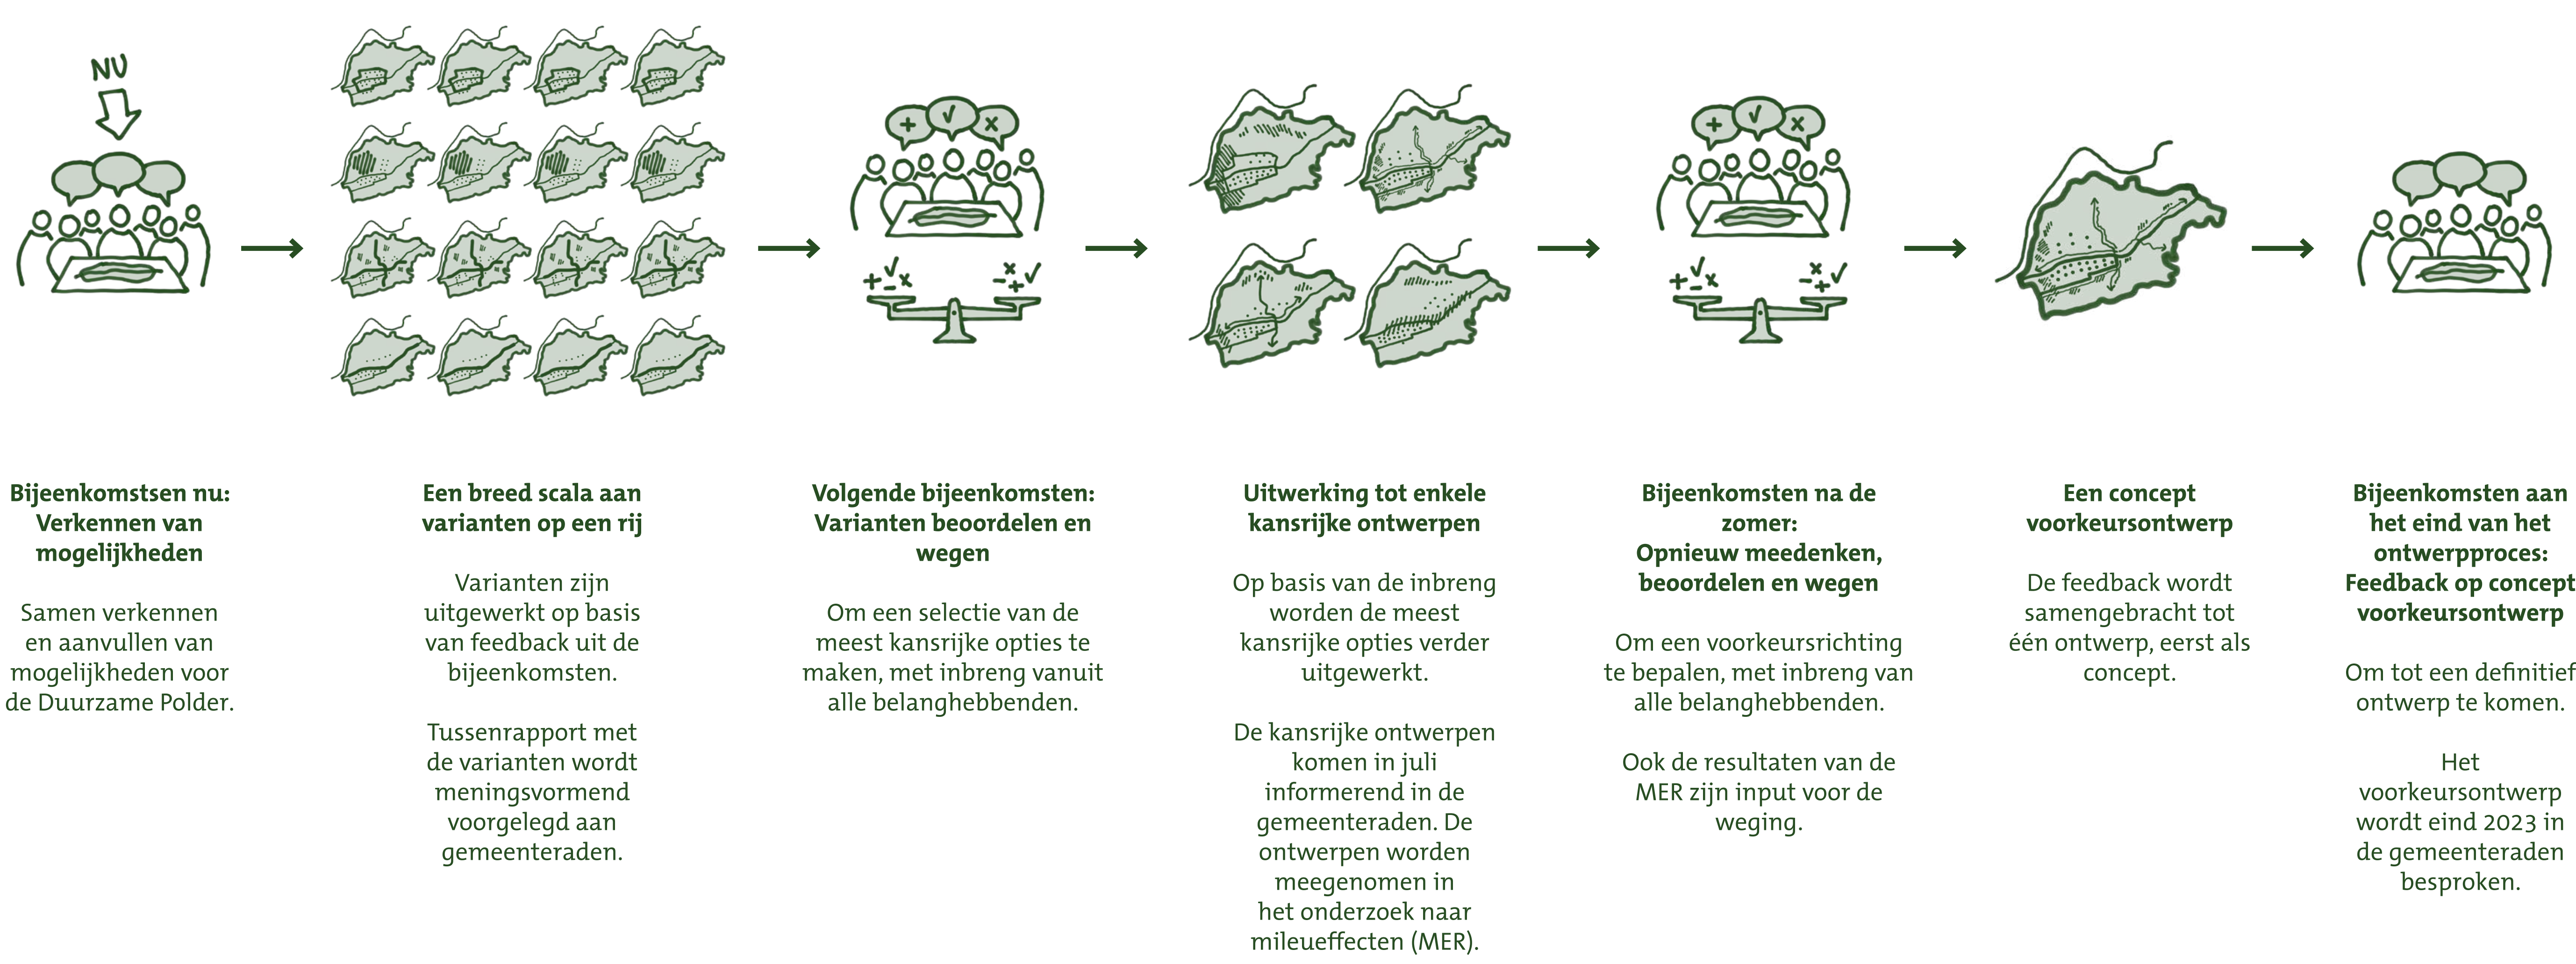 NU
Bijeenkomstsen nu:
Verkennen van
mogelijkheden
Samen verkennen
en aanvullen van
mogelijkheden voor
de Duurzame Polder.
Een breed scala aan
varianten op een rij
Varianten zijn
uitgewerkt op basis
van feedback uit de
bijeenkomsten.
Tussenrapport met
de varianten wordt
meningsvormend
voorgelegd aan
gemeenteraden.
Volgende bijeenkomsten:
Varianten beoordelen en
wegen
Om een selectie van de
meest kansrijke opties te
maken, met inbreng vanuit
alle belanghebbenden.
Uitwerking tot enkele
kansrijke ontwerpen
Op basis van de inbreng
worden de meest
kansrijke opties verder
uitgewerkt.
De kansrijke ontwerpen
komen in juli
informerend in de
gemeenteraden. De
ontwerpen worden
meegenomen in
het onderzoek naar
mileueffecten (MER).
Bijeenkomsten na de
zomer:
Opnieuw meedenken,
beoordelen en wegen
Om een voorkeursrichting
te bepalen, met inbreng van
alle belanghebbenden.
Ook de resultaten van de
MER zijn input voor de
weging.
Een concept
voorkeursontwerp
De feedback wordt
samengebracht tot
één ontwerp, eerst als
concept.
Bijeenkomsten aan
het eind van het
ontwerpproces:
Feedback op concept
voorkeursontwerp
Om tot een definitief
ontwerp te komen.
Het
voorkeursontwerp
wordt eind 2023 in
de gemeenteraden
besproken.